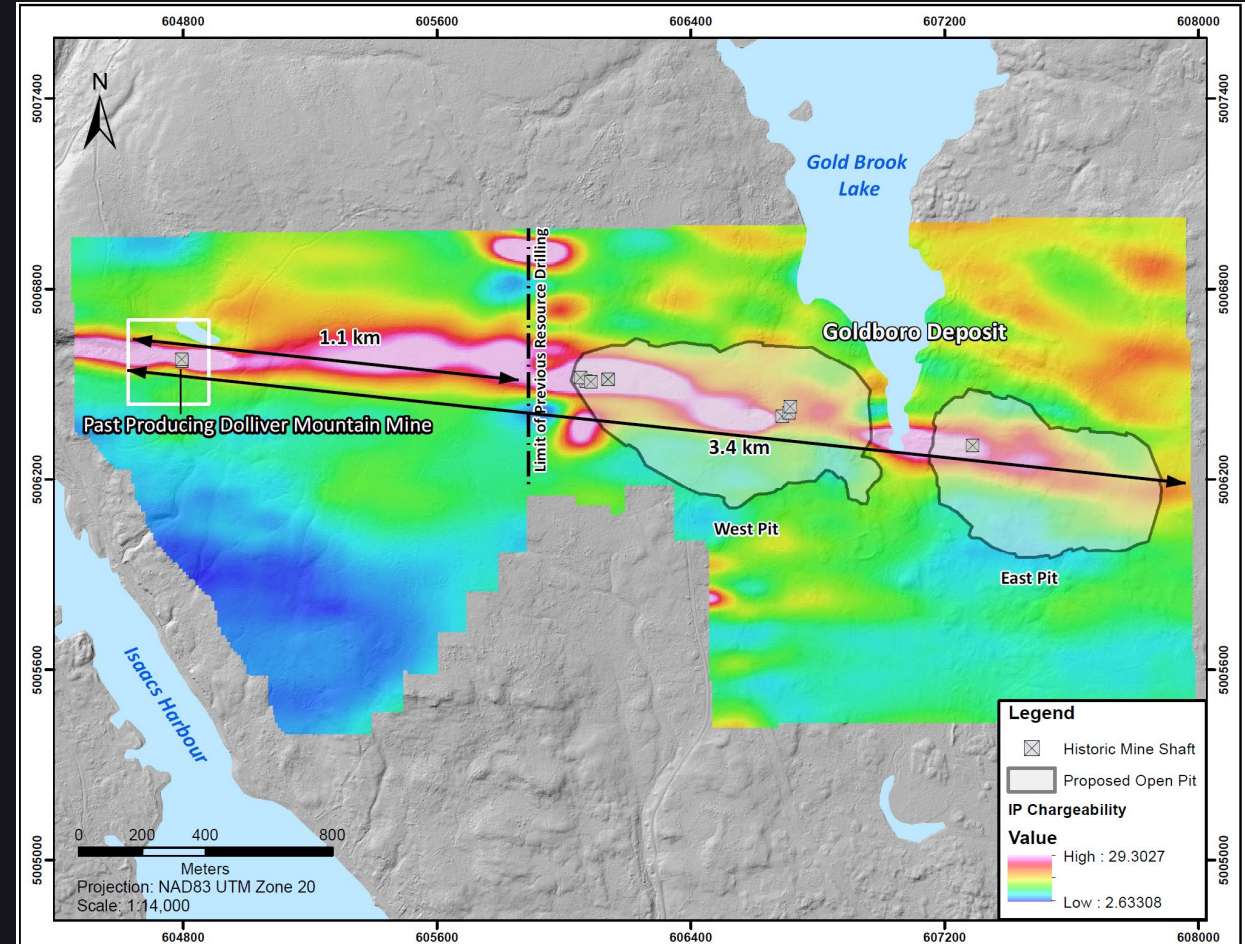 604800
605600
606400
607200
608000
5007400
5007400
N
Gold Brook
Lake
5006800
5006800
Limit of Previous Resource Drilling
1.1 km
Goldboro Deposit
Past Producing Dolliver Mountain Mine
3.4 km
5006200
5006200
West Pit
East Pit
5005600
5005600
Isaacs Harbour
Legend
Historic Mine Shaft
Proposed Open Pit
IP Chargeability
Value
High : 29.3027
Low : 2.63308
0 200 400 800
Meters
Projection: NAD83 UTM Zone 20
Scale: 1:14,000
5005000
5005000
604800
605600
606400
607200
608000